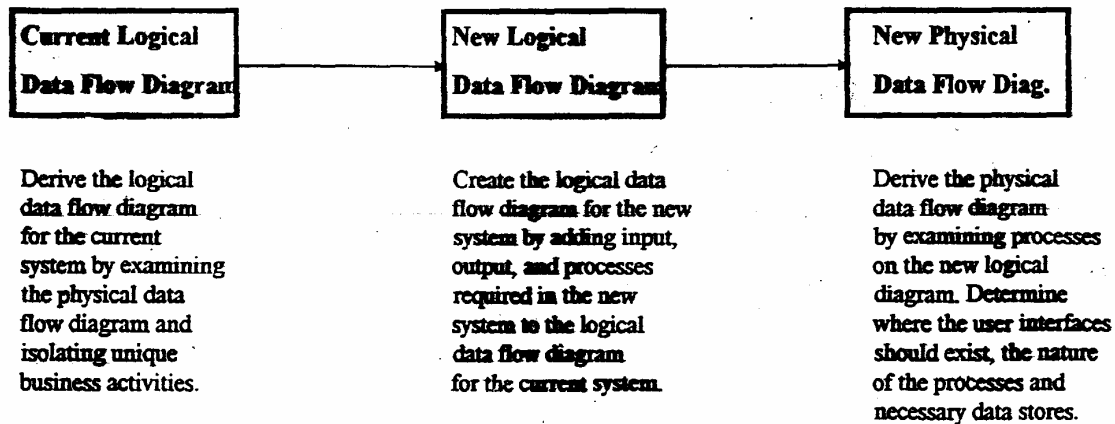 Current Logical
Data Flow Diagram
New Logical
Data Flow Diagram
New Physical
Data Flow Diag.
Derive the logical
data flow diagram
for the current
system by examining
the physical data
flow diagram and
isolating unique
business activities.
Create the logical data
flow diagram for the new
system by adding input,
output, and processes
required in the new
system to the logical
data flow diagram
for the current system.
Derive the physical
data flow diagram
by examining processes
on the new logical
diagram. Determine
where the user interfaces
should exist, the nature
of the processes and
necessary data stores.